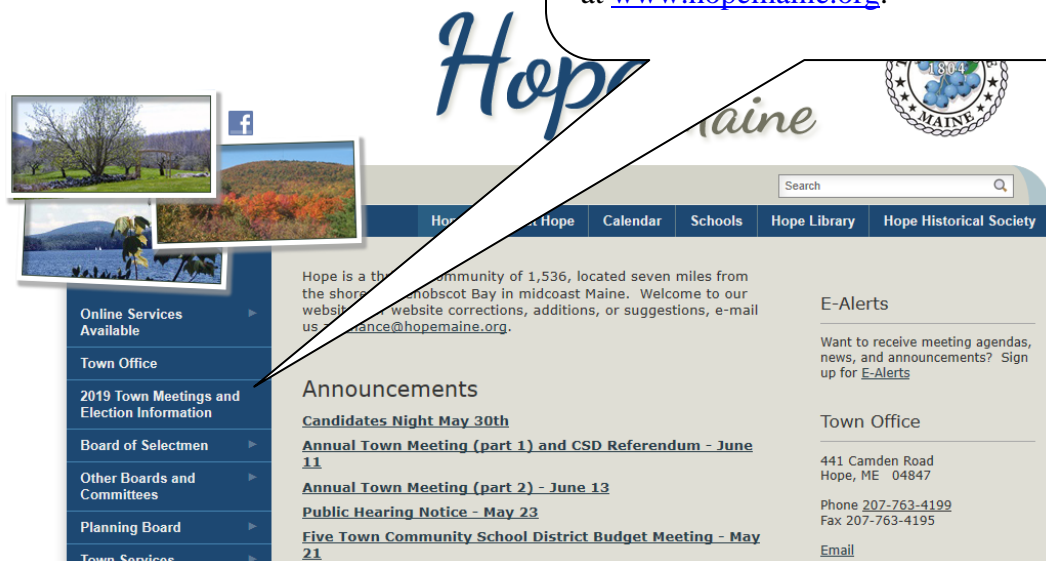 at www.hopemaine.org.
Hope
Maine
1804
MAINE
f
Search
Hope Calendar Schools Hope Library Hope Historical Society
Hope is a community of 1,536, located seven miles from
the shore Penobscot Bay in midcoast Maine. Welcome to our
website corrections, additions, or suggestions, e-mail
us
Announcements
Candidates Night May 30th
Annual Town Meeting (part 1) and CSD Referendum - June
11
Annual Town Meeting (part 2) - June 13
Public Hearing Notice - May 23
Five Town Community School District Budget Meeting - May
21
Online Services
Available
Town Office
2019 Town Meetings and
Election Information
Board of Selectmen
Other Boards and
Committees
Planning Board
Town Services
E-Alerts
Want to receive meeting agendas,
news, and announcements? Sign
up for E-Alerts
Town Office
441 Camden Road
Hope, ME 04847
Phone 207-763-4199
Fax 207-763-4195
Email